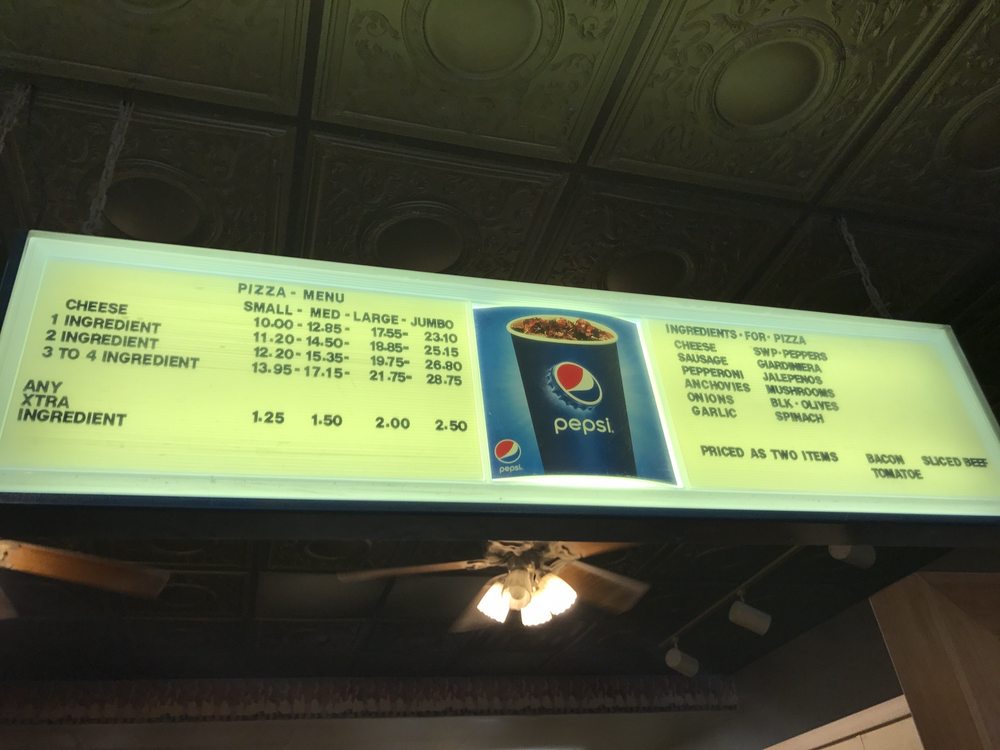 PIZZA - MENU
SMALL - MED - LARGE - JUMBO
CHEESE 10.00 - 12.85 - 17.55 - 23.10
1 INGREDIENT 11.20 - 14.50 - 18.85 - 25.15
2 INGREDIENT 12.20 - 15.35 - 19.75 - 26.80
3 TO 4 INGREDIENT 13.95 - 17.15 - 21.75 - 28.75
ANY
XTRA
INGREDIENT 1.25 1.50 2.00 2.50
pepsi.
pepsi.
INGREDIENTS - FOR - PIZZA
CHEESE SWP - PEPPERS
SAUSAGE GIARDINIERA
PEPPERONI JALEPENOS
ANCHOVIES MUSHROOMS
ONIONS BLK - OLIVES
GARLIC SPINACH
PRICED AS TWO ITEMS BACON SLICED BEEF
TOMATOE